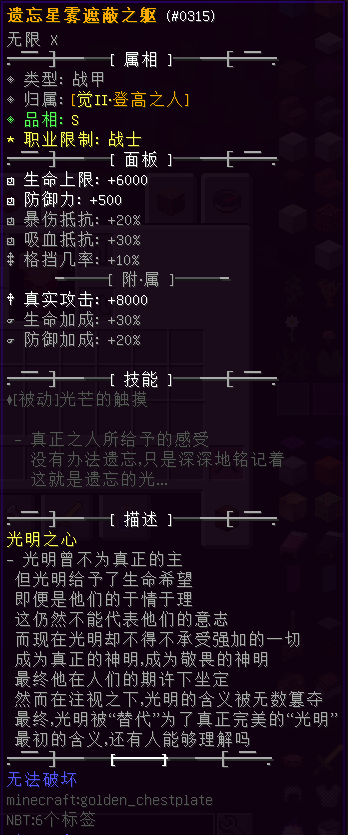 遗忘星雾遮蔽之躯 (#0315)
无限 X
[ 属相 ]
◈ 类型: 战甲
◈ 归属: [觉II·登高之人]
◈ 品相: S
* 职业限制: 战士
[ 面板 ]
生命上限: +6000
防御力: +500
暴伤抵抗: +20%
吸血抵抗: +30%
格挡几率: +10%
[ 附·属 ]
真实攻击: +8000
生命加成: +30%
防御加成: +20%
[ 技能 ]
♦[被动]光芒的触摸
- 真正之人所给予的感受
没有办法遗忘,只是深深地铭记着
这就是遗忘的光...
[ 描述 ]
光明之心
- 光明曾不为真正的主
但光明给予了生命希望
即便是他们的于情于理
这仍然不能代表他们的意志
而现在光明却不得不承受强加的一切
成为真正的神明,成为敬畏的神明
最终他在人们的期许下坐定
然而在注视之下,光明的含义被无数篡夺
最终,光明被“替代”为了真正完美的“光明”
最初的含义,还有人能够理解吗
无法破坏
minecraft:golden_chestplate
NBT:6个标签